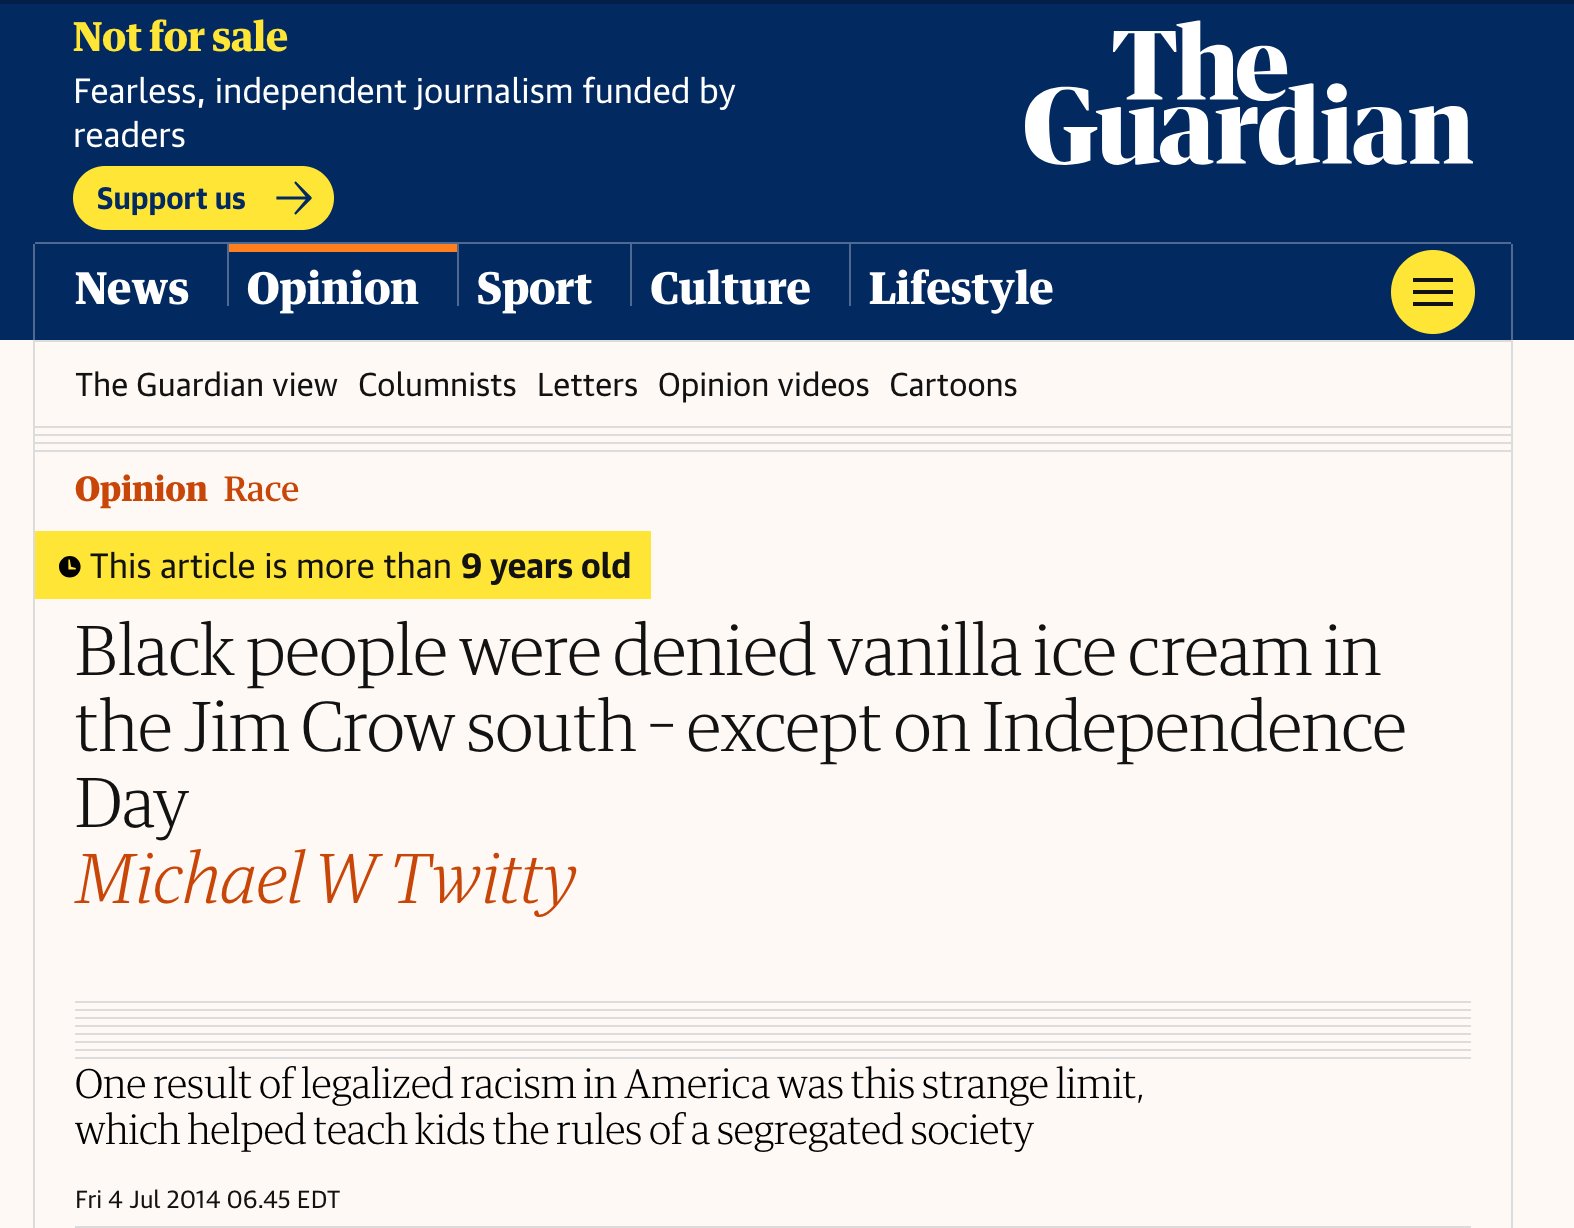 Not for sale
Fearless, independent journalism funded by
readers
Support us
The
Guardian
News Opinion Sport Culture Lifestyle
The Guardian view Columnists Letters Opinion videos Cartoons
Opinion Race
This article is more than 9 years old
Black people were denied vanilla ice cream in
the Jim Crow south – except on Independence
Day
Michael W Twitty
One result of legalized racism in America was this strange limit,
which helped teach kids the rules of a segregated society
Fri 4 Jul 2014 06.45 EDT